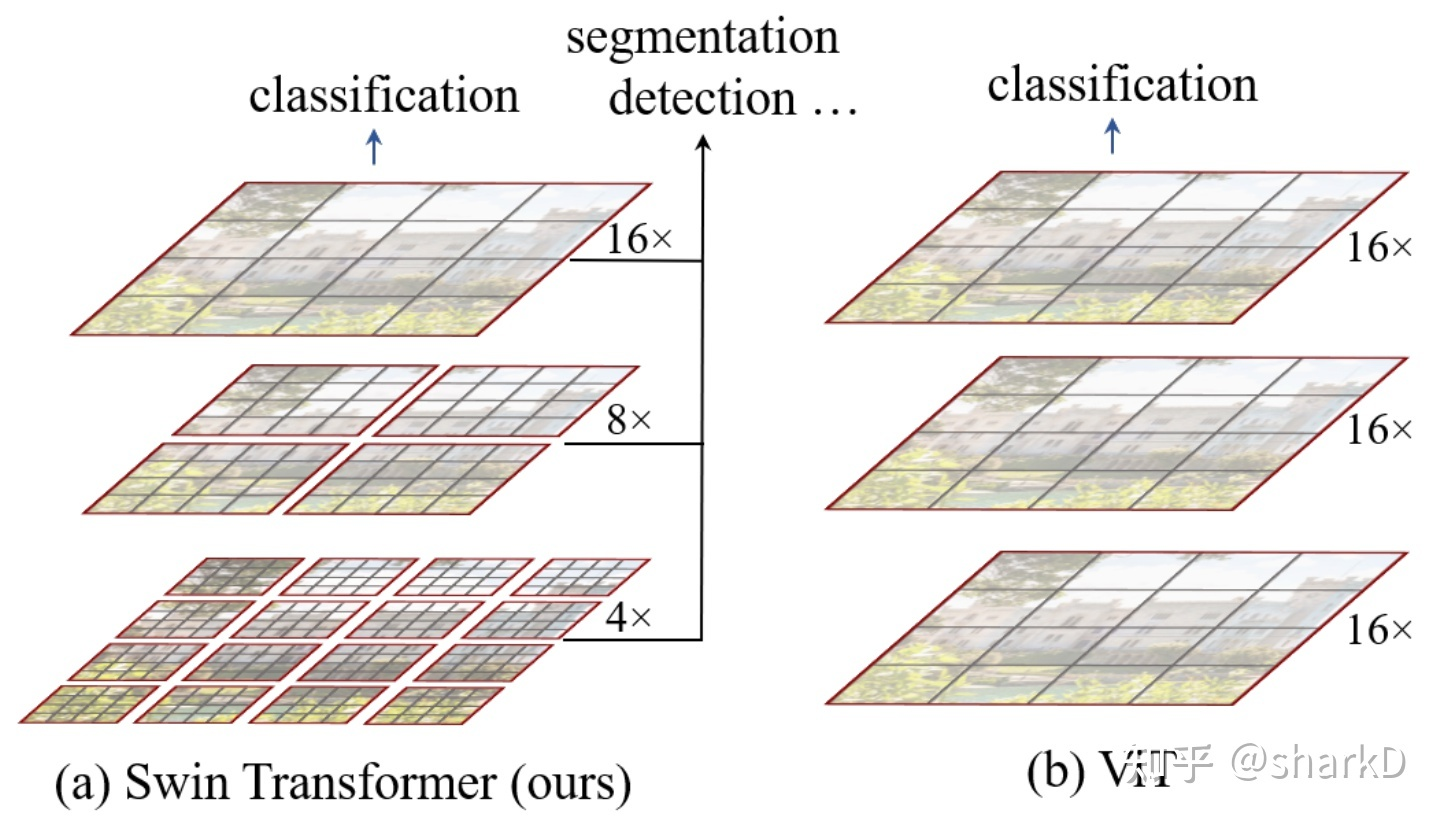 segmentation
detection …
classification
16×
8×
4×
(a) Swin Transformer (ours)
classification
16×
16×
16×
(b) ViT
知乎 @sharkD